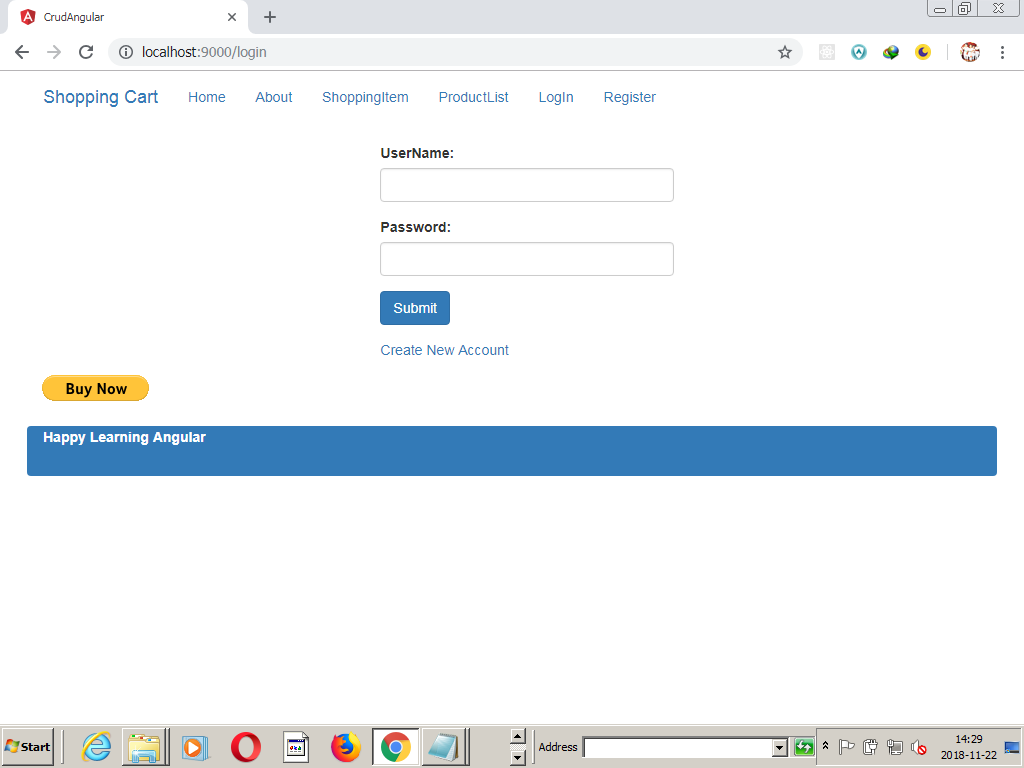 CrudAngular
localhost:9000/login
Shopping Cart Home About ShoppingItem ProductList LogIn Register
UserName:
Password:
Submit
Create New Account
Buy Now
Happy Learning Angular
Start Address 14:29
2018-11-22